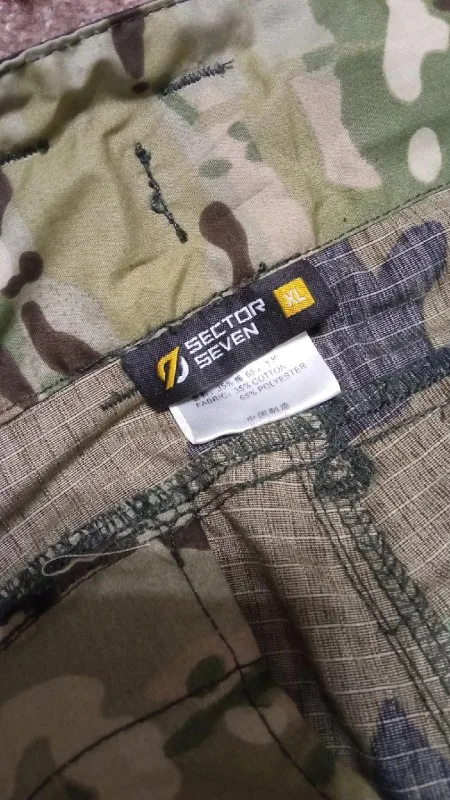 SECTOR
SEVEN
XL
FABRIC: 35% COTTON
65% POLYESTER
中国制造